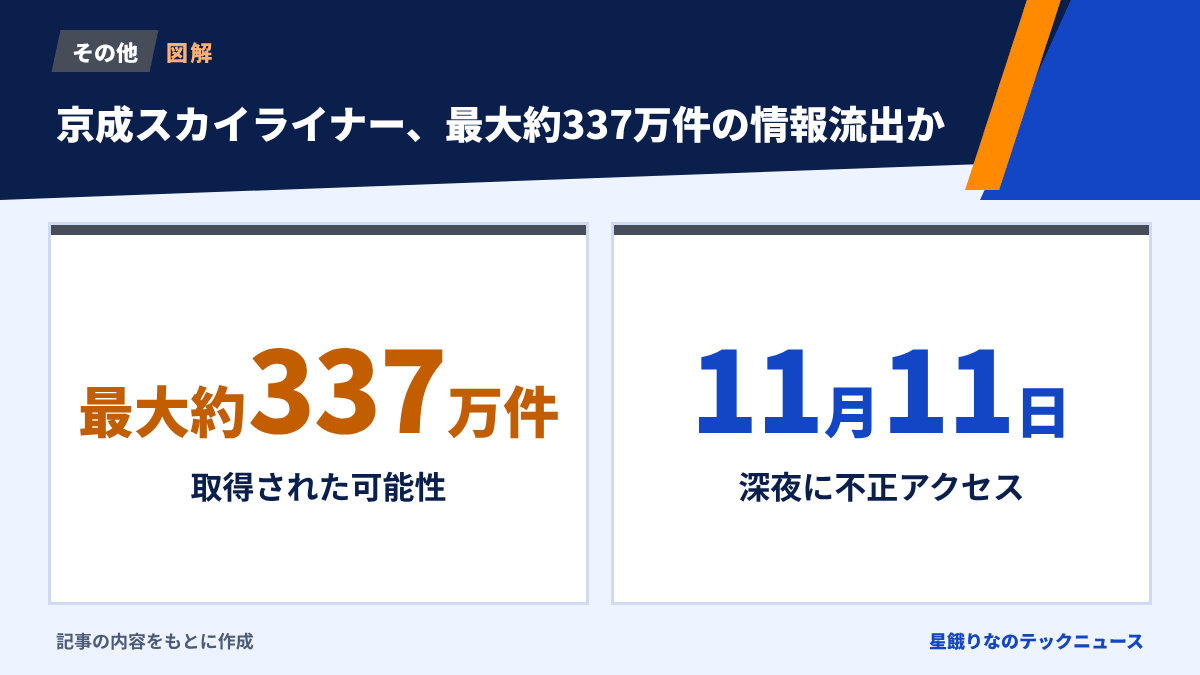 その他 図解
京成スカイライナー、最大約337万件の情報流出か
最大約337万件
取得された可能性
11月11日
深夜に不正アクセス
記事の内容をもとに作成
星餓りなのテックニュース